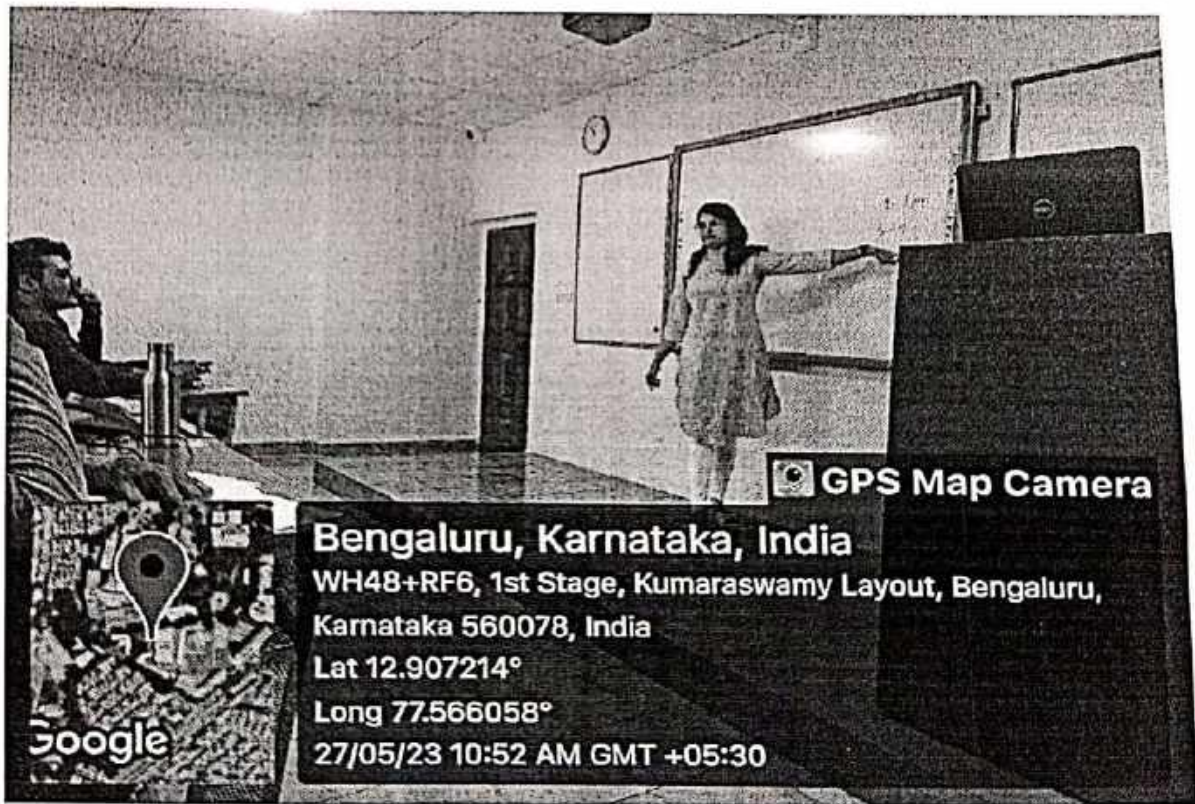 GPS Map Camera
Bengaluru, Karnataka, India
WH48+RF6, 1st Stage, Kumaraswamy Layout, Bengaluru,
Karnataka 560078, India
Lat 12.907214°
Long 77.566058°
27/05/23 10:52 AM GMT +05:30
Google
DELL